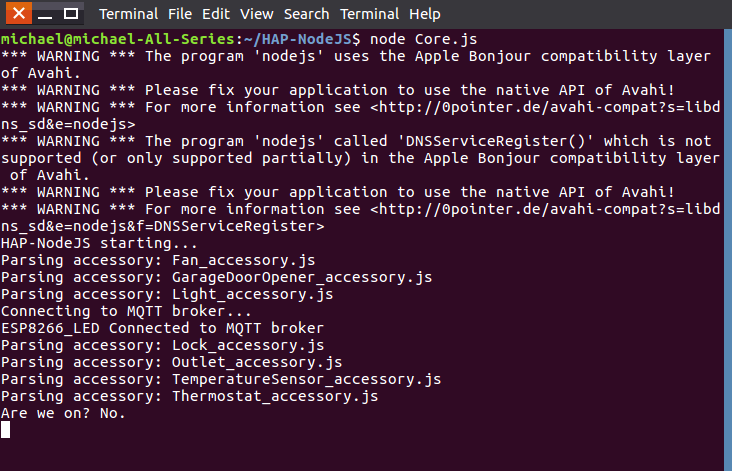 Terminal File Edit View Search Terminal Help
michael@michael-All-Series:~/HAP-NodeJS$ node Core.js
*** WARNING *** The program 'nodejs' uses the Apple Bonjour compatibility layer
of Avahi.
*** WARNING *** Please fix your application to use the native API of Avahi!
*** WARNING *** For more information see <http://0pointer.de/avahi-compat?s=libd
ns_sd&e=nodejs>
*** WARNING *** The program 'nodejs' called 'DNSServiceRegister()' which is not
supported (or only supported partially) in the Apple Bonjour compatibility layer
 of Avahi.
*** WARNING *** Please fix your application to use the native API of Avahi!
*** WARNING *** For more information see <http://0pointer.de/avahi-compat?s=libd
ns_sd&e=nodejs&f=DNSServiceRegister>
HAP-NodeJS starting...
Parsing accessory: Fan_accessory.js
Parsing accessory: GarageDoorOpener_accessory.js
Parsing accessory: Light_accessory.js
Connecting to MQTT broker...
ESP8266_LED Connected to MQTT broker
Parsing accessory: Lock_accessory.js
Parsing accessory: Outlet_accessory.js
Parsing accessory: TemperatureSensor_accessory.js
Parsing accessory: Thermostat_accessory.js
Are we on? No.